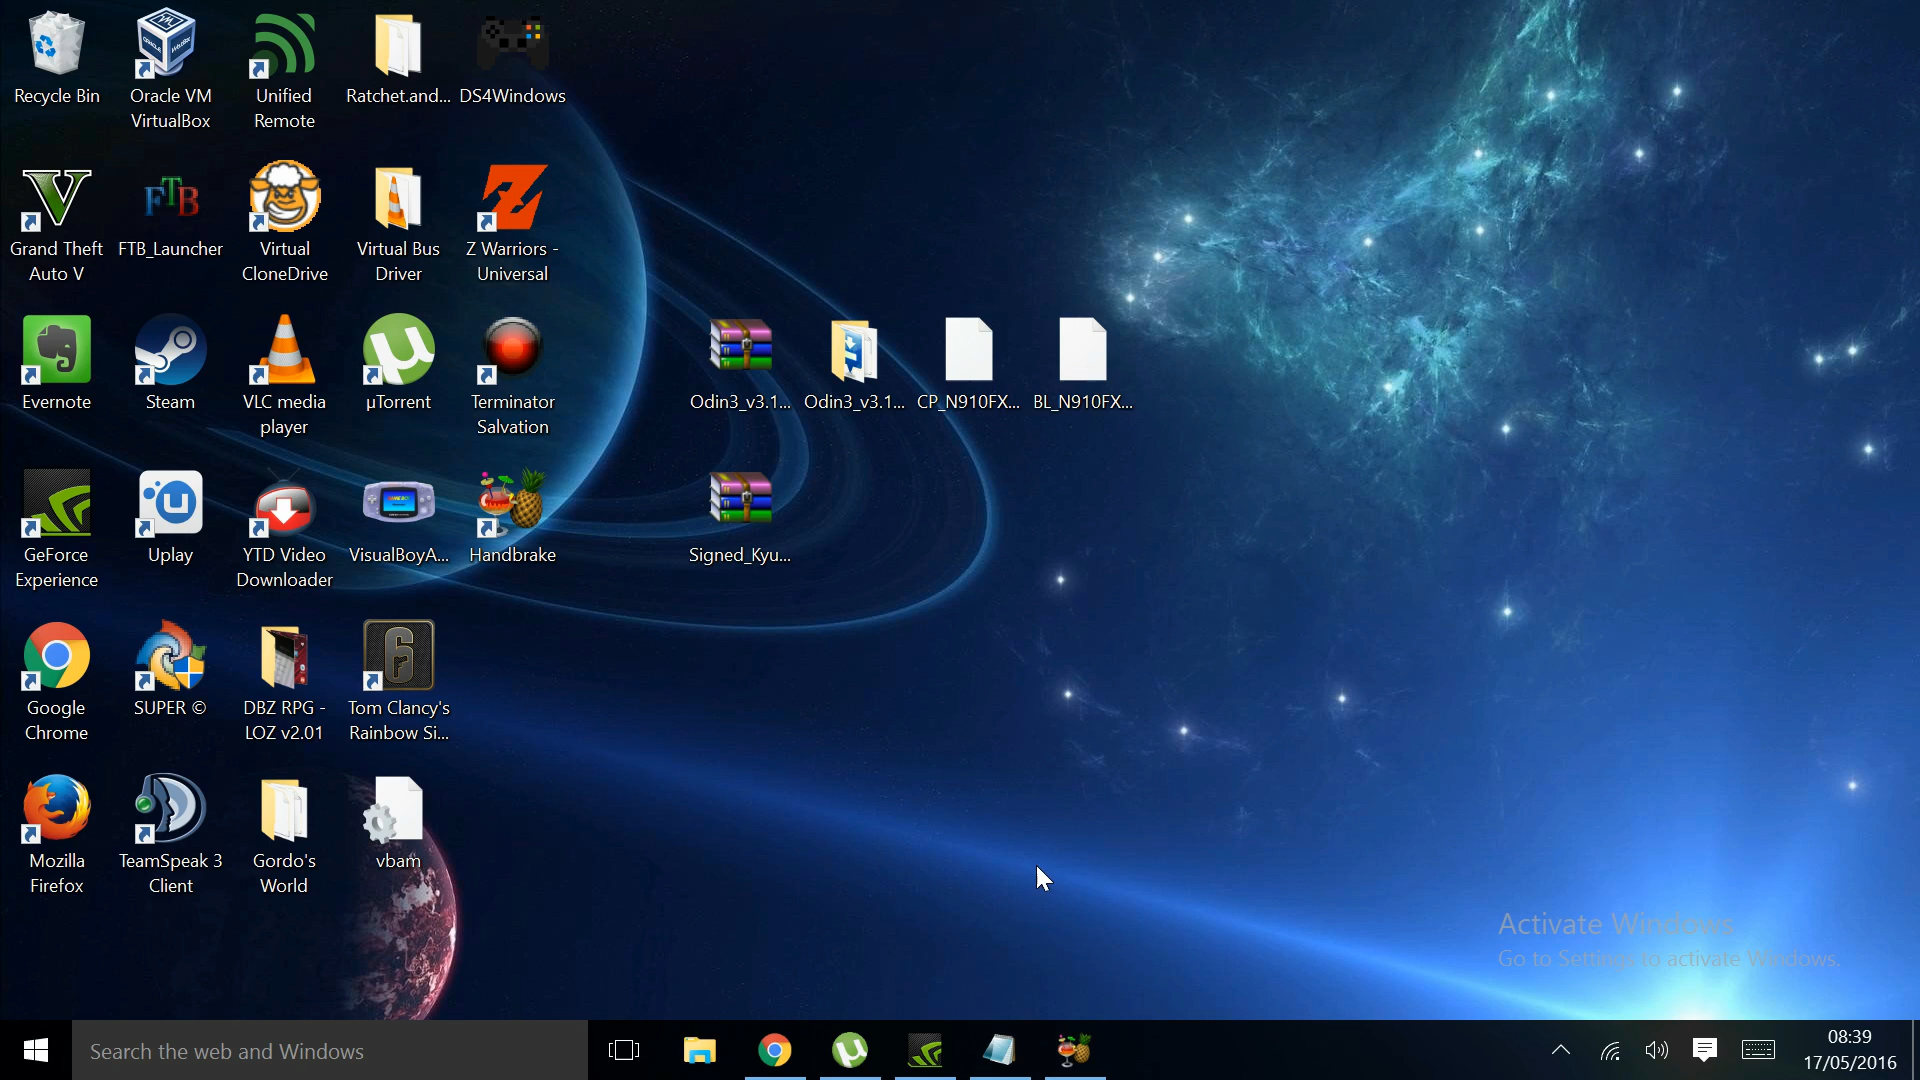 Recycle Bin
Oracle VM
VirtualBox
Unified
Remote
Ratchet.and...
DS4Windows
Grand Theft
Auto V
FTB
FTB_Launcher
Virtual
CloneDrive
Virtual Bus
Driver
Z Warriors -
Universal
Evernote
Steam
VLC media
player
µTorrent
Terminator
Salvation
Odin3_v3.1...
Odin3_v3.1...
CP_N910FX...
BL_N910FX...
GeForce
Experience
Uplay
YTD Video
Downloader
VisualBoyA...
Handbrake
Signed_Kyu...
Google
Chrome
SUPER ©
DBZ RPG -
LOZ v2.01
Tom Clancy's
Rainbow Si...
Mozilla
Firefox
TeamSpeak 3
Client
Gordo's
World
vbam
Activate Windows
Go to Settings to activate Windows.
Search the web and Windows
08:39
17/05/2016